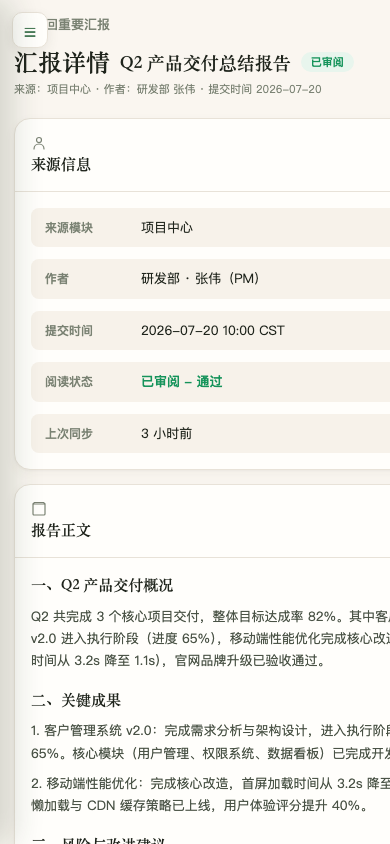 回重要汇报
汇报详情 Q2 产品交付总结报告 已审阅
来源：项目中心 · 作者：研发部 张伟 · 提交时间 2026-07-20
来源信息
来源模块 项目中心
作者 研发部 · 张伟（PM）
提交时间 2026-07-20 10:00 CST
阅读状态 已审阅 – 通过
上次同步 3 小时前
报告正文
一、Q2 产品交付概况
Q2 共完成 3 个核心项目交付，整体目标达成率 82%。其中客
v2.0 进入执行阶段（进度 65%），移动端性能优化完成核心改
时间从 3.2s 降至 1.1s），官网品牌升级已验收通过。
二、关键成果
1. 客户管理系统 v2.0：完成需求分析与架构设计，进入执行阶
65%。核心模块（用户管理、权限系统、数据看板）已完成开
2. 移动端性能优化：完成核心改造，首屏加载时间从 3.2s 降至
懒加载与 CDN 缓存策略已上线，用户体验评分提升 40%。
三、风险与改进建议